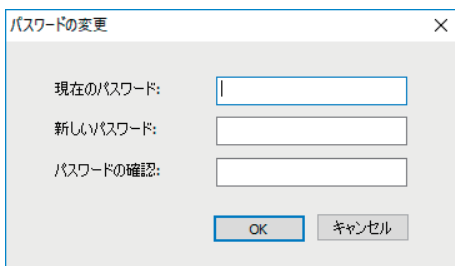 パスワードの変更
現在のパスワード:
新しいパスワード:
パスワードの確認:
OK キャンセル